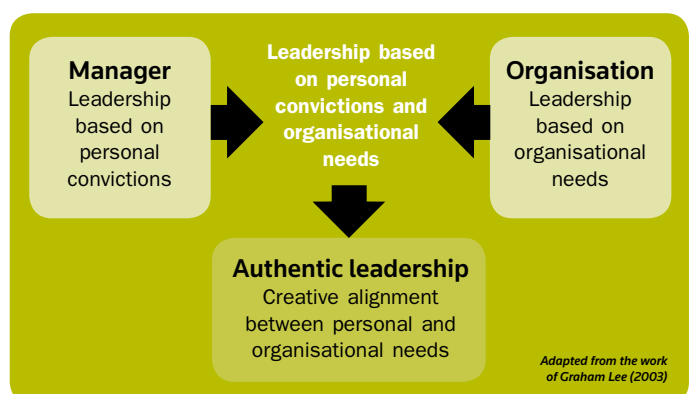 Manager
Leadership
based on
personal
convictions
Leadership based
on personal
convictions and
organisational
needs
Organisation
Leadership
based on
organisational
needs
Authentic leadership
Creative alignment
between personal and
organisational needs
Adapted from the work
of Graham Lee (2003)